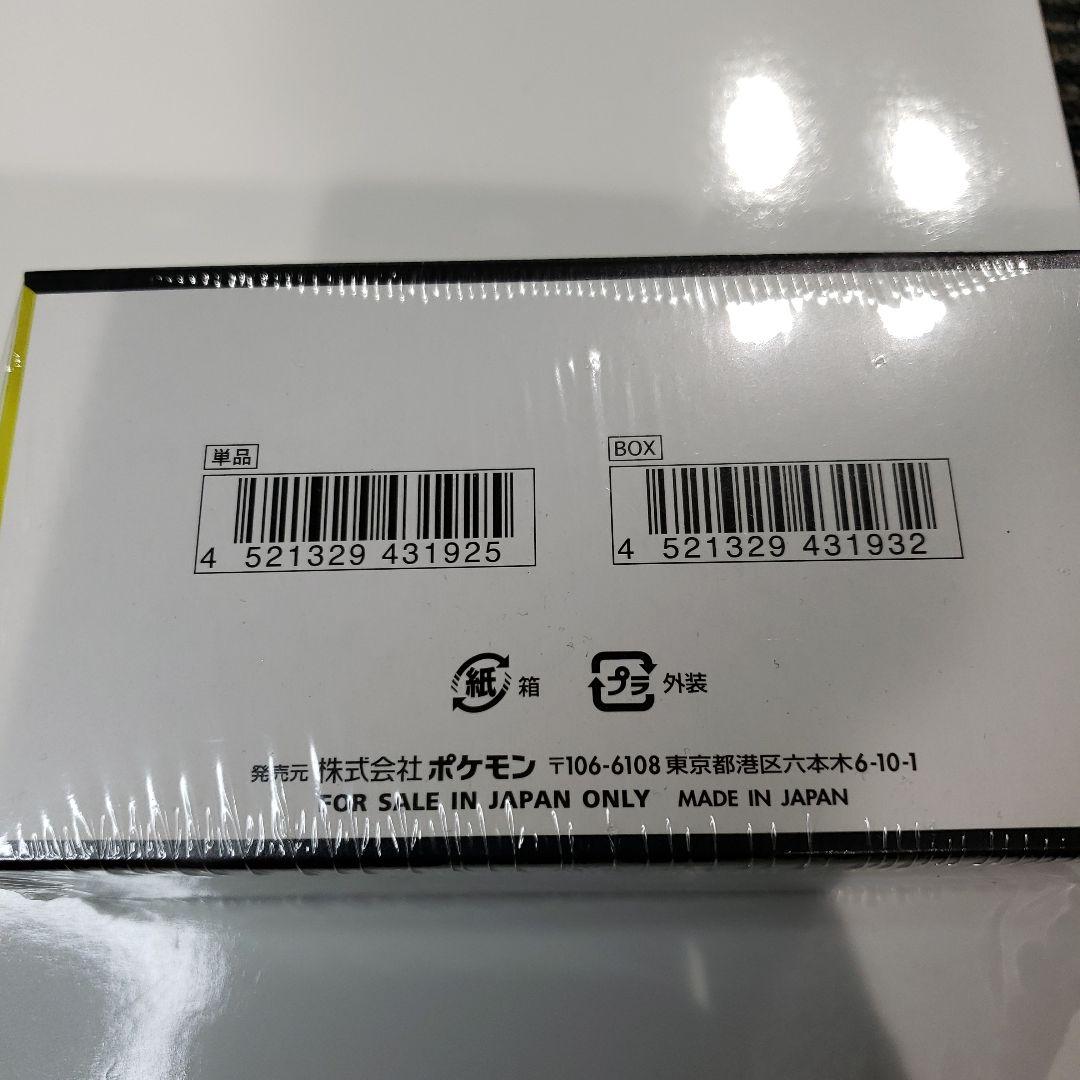 単品
BOX
4 521329 431925
4 521329 431932
紙 箱 プラ 外装
発売元 株式会社 ポケモン 〒106-6108 東京都港区六本木6-10-1
FOR SALE IN JAPAN ONLY MADE IN JAPAN